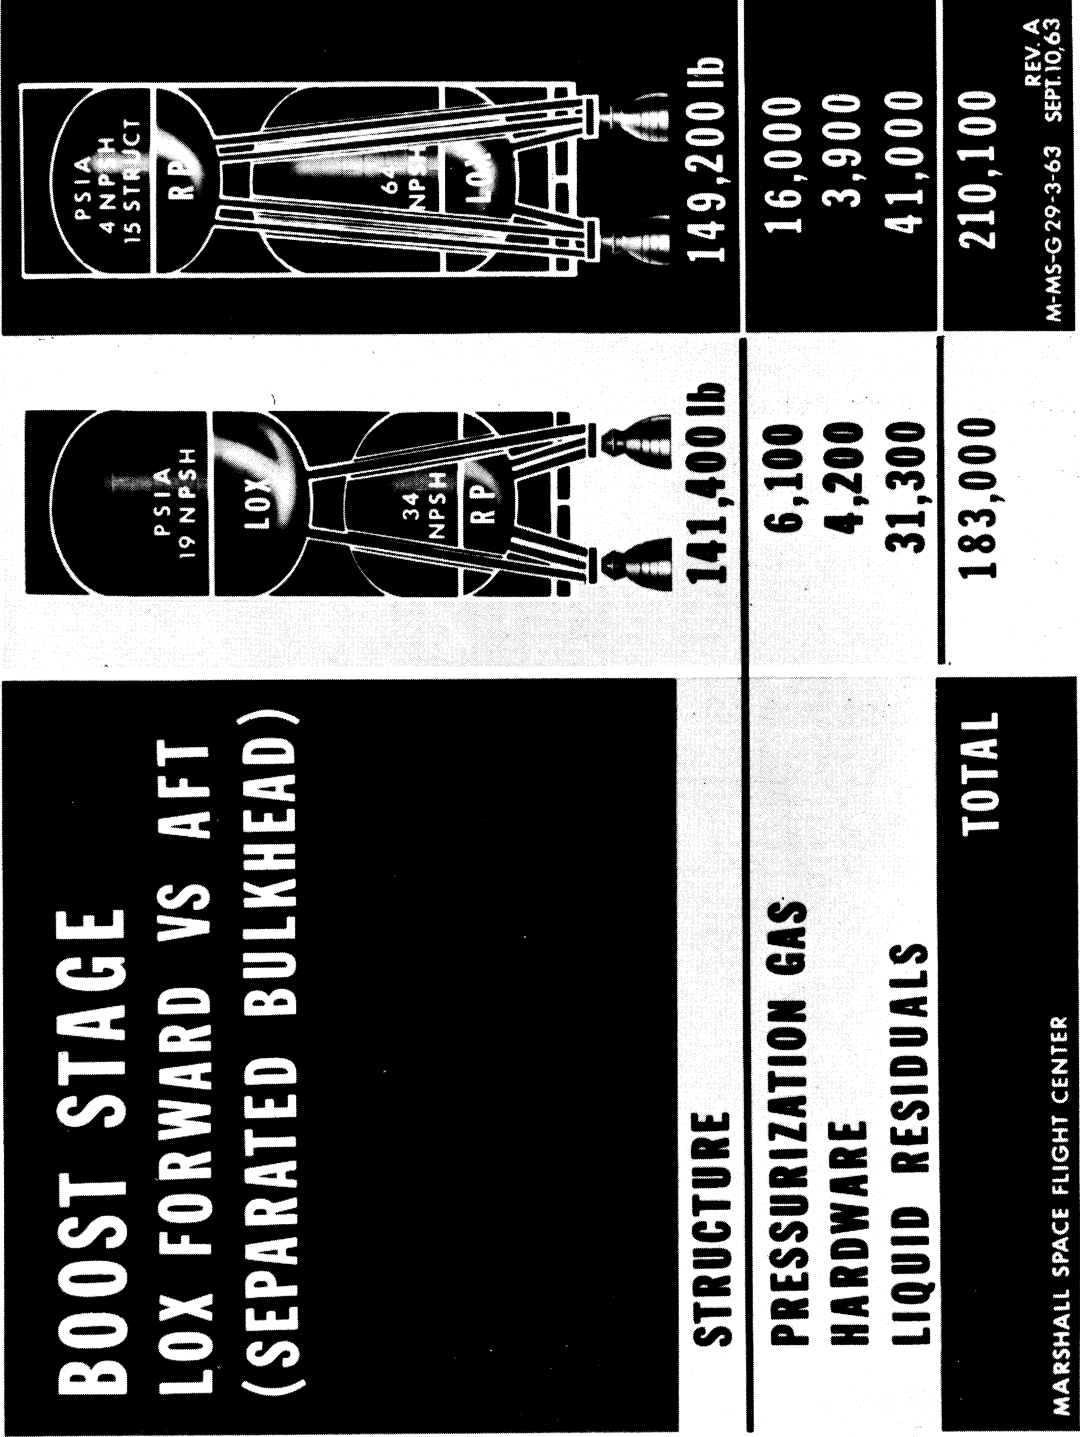 BOOST STAGE
LOX FORWARD VS AFT
(SEPARATED BULKHEAD)
PSIA
19 NPSH
LOX
34
NPSH
RP
PSIA
4 NPSH
15 STRUCT
RP
64
NPSH
LOX
STRUCTURE 141,400 lb 149,200 lb
PRESSURIZATION GAS 6,100 16,000
HARDWARE 4,200 3,900
LIQUID RESIDUALS 31,300 41,000
TOTAL 183,000 210,100
MARSHALL SPACE FLIGHT CENTER
REV. A
M-MS-G 29-3-63 SEPT.10,63